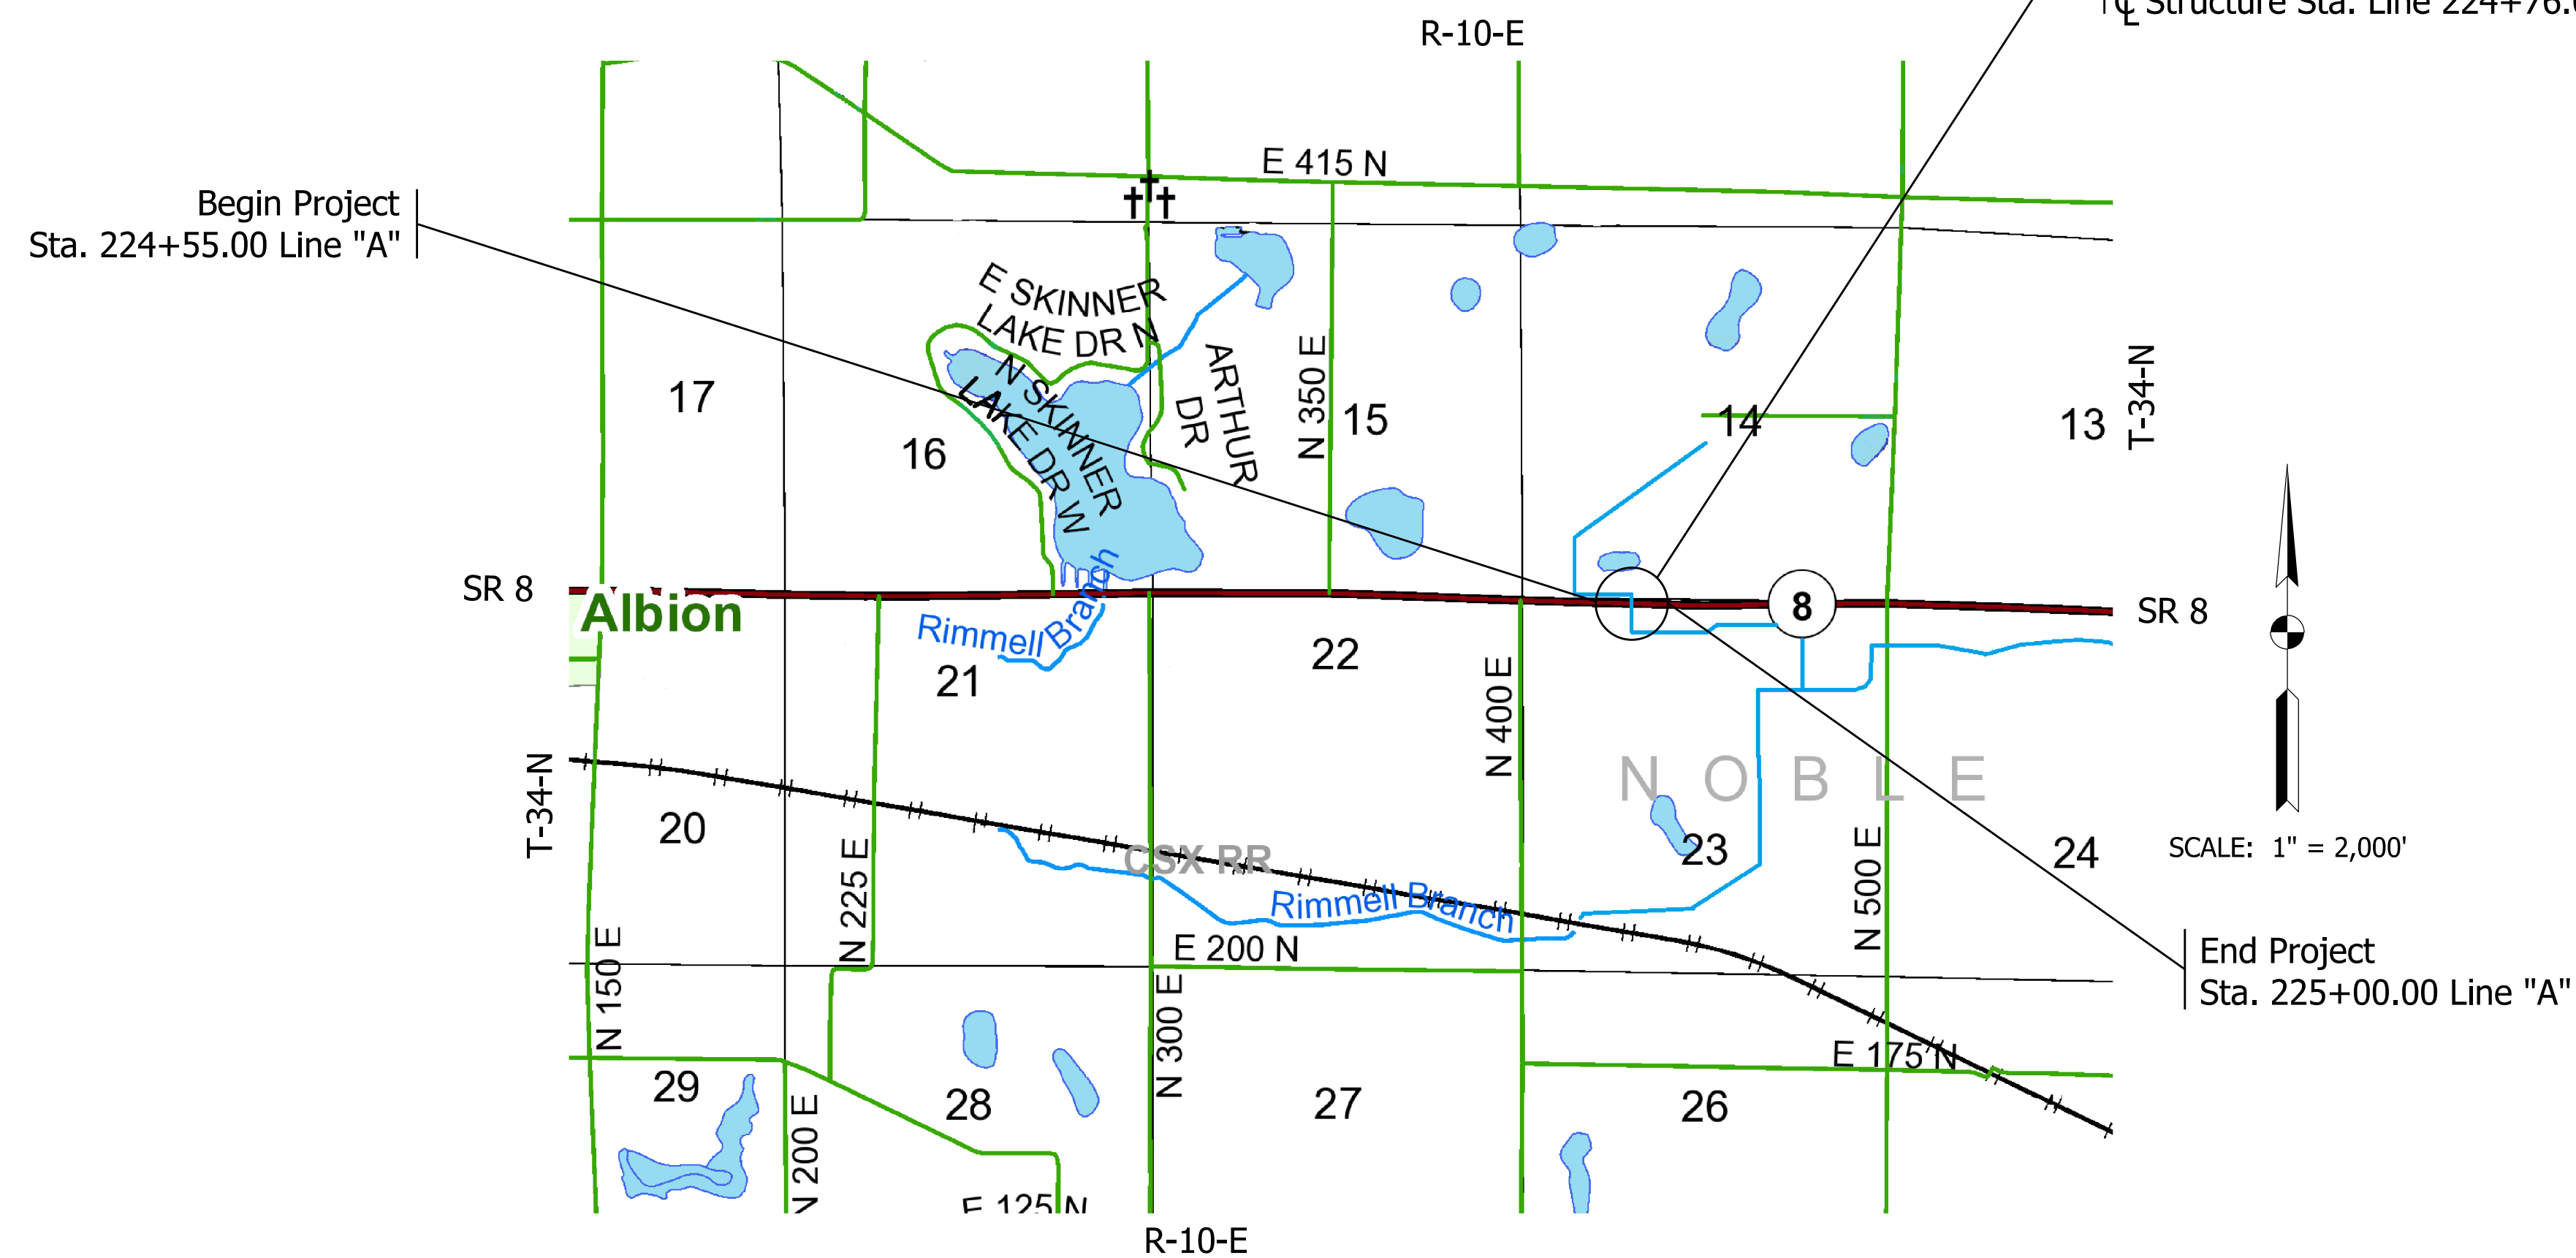 ℄ Structure Sta. Line 224+76.
R-10-E
E 415 N
Begin Project
Sta. 224+55.00 Line "A"
E SKINNER
LAKE DR N
N SKINNER
LAKE DR W
ARTHUR
DR
N 350 E
17
16
15
14
13
T-34-N
SR 8
Albion
8
SR 8
Rimmell Branch
21
22
N 400 E
NOBLE
T-34-N
20
N 225 E
CSX RR
23
24
SCALE: 1" = 2,000'
Rimmell Branch
N 500 E
E 200 N
End Project
Sta. 225+00.00 Line "A"
N 150 E
N 300 E
E 175 N
29
28
27
26
N 200 E
E 125 N
R-10-E